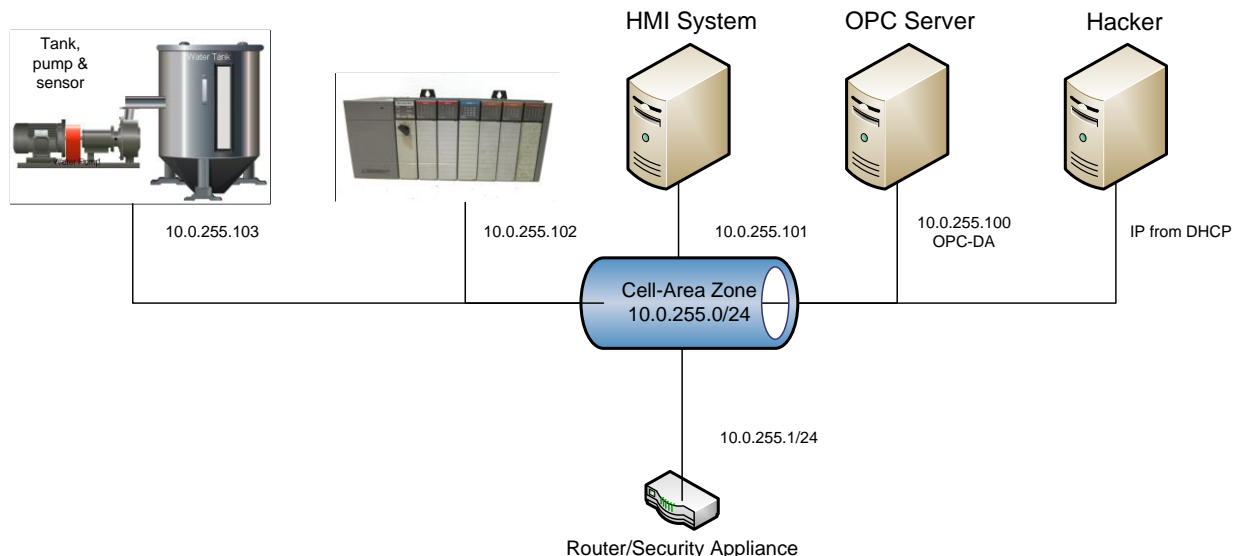 HMI System
OPC Server
Hacker
Tank,
pump &
sensor
Water Tank
Water Pump
10.0.255.103
10.0.255.102
10.0.255.101
10.0.255.100
OPC-DA
IP from DHCP
Cell-Area Zone
10.0.255.0/24
10.0.255.1/24
Router/Security Appliance